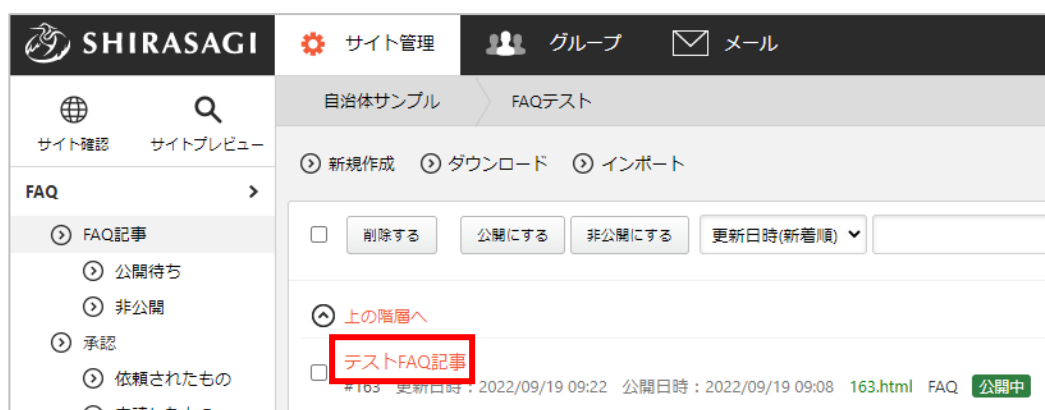 SHIRASAGI
サイト管理 グループ メール
サイト確認 サイトプレビュー
自治体サンプル FAQテスト
新規作成 ダウンロード インポート
FAQ
FAQ記事
公開待ち
非公開
承認
依頼されたもの
削除する 公開にする 非公開にする 更新日時(新着順)
上の階層へ
テストFAQ記事
#163 更新日時：2022/09/19 09:22 公開日時：2022/09/19 09:08 163.html FAQ 公開中